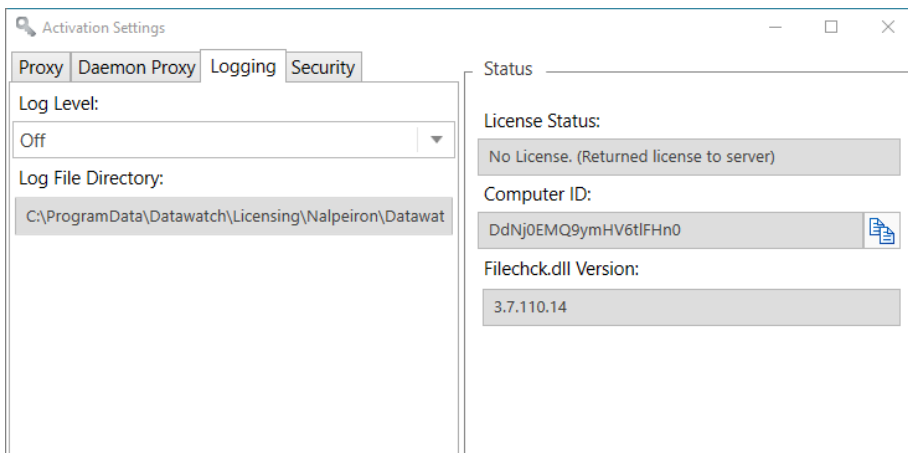 Activation Settings
Proxy Daemon Proxy Logging Security
Log Level:
Off
Log File Directory:
C:\ProgramData\Datawatch\Licensing\Nalpeiron\Datawat
Status
License Status:
No License. (Returned license to server)
Computer ID:
DdNj0EMQ9ymHV6tlFHn0
Filechck.dll Version:
3.7.110.14